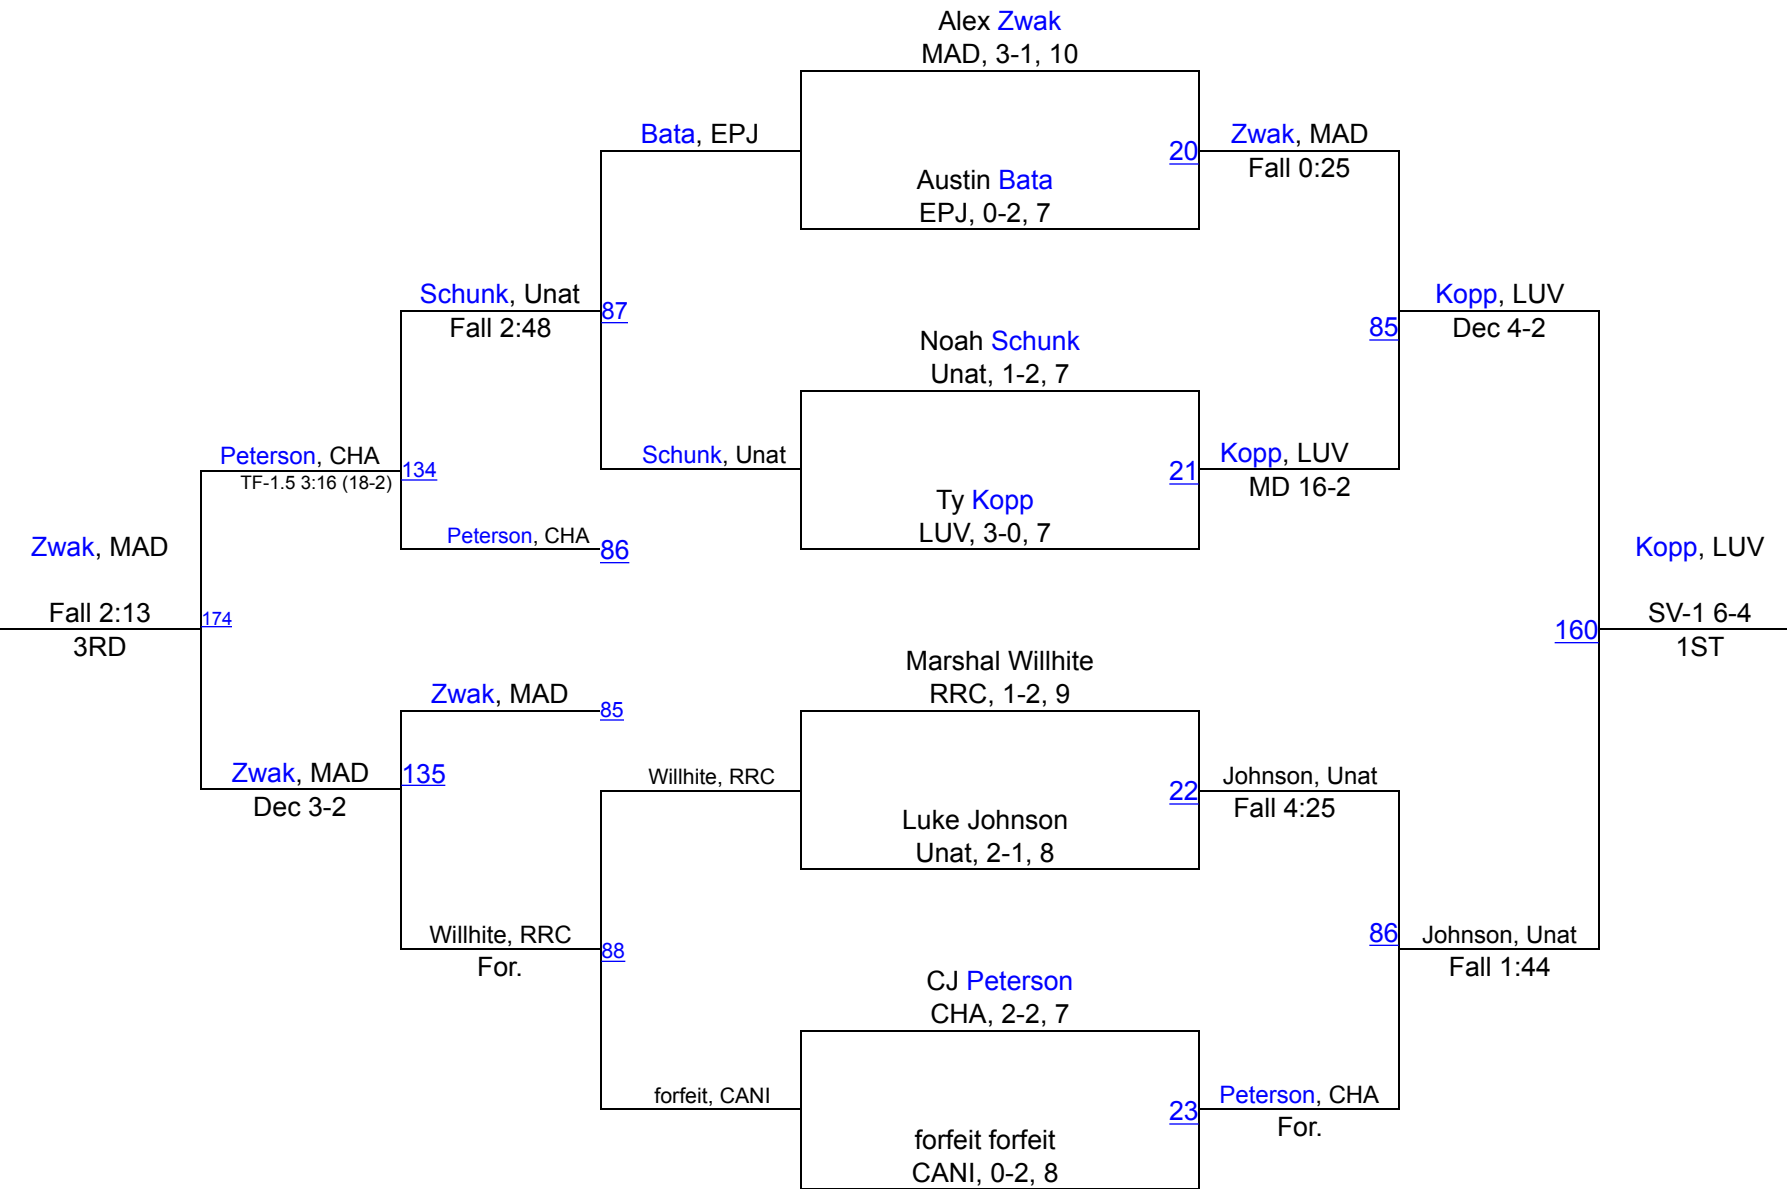 Alex Zwak
MAD, 3-1, 10
Bata, EPJ
20
Zwak, MAD
Fall 0:25
Austin Bata
EPJ, 0-2, 7
Schunk, Unat
Fall 2:48
87
Kopp, LUV
Dec 4-2
85
Noah Schunk
Unat, 1-2, 7
Peterson, CHA
TF-1.5 3:16 (18-2)
134
Schunk, Unat
21
Kopp, LUV
MD 16-2
Ty Kopp
LUV, 3-0, 7
Peterson, CHA
86
Zwak, MAD
Fall 2:13
3RD
174
Kopp, LUV
SV-1 6-4
1ST
160
Marshal Willhite
RRC, 1-2, 9
Zwak, MAD
85
Zwak, MAD
Dec 3-2
135
Willhite, RRC
22
Johnson, Unat
Fall 4:25
Luke Johnson
Unat, 2-1, 8
Willhite, RRC
For.
88
86
Johnson, Unat
Fall 1:44
CJ Peterson
CHA, 2-2, 7
forfeit, CANI
23
Peterson, CHA
For.
forfeit forfeit
CANI, 0-2, 8